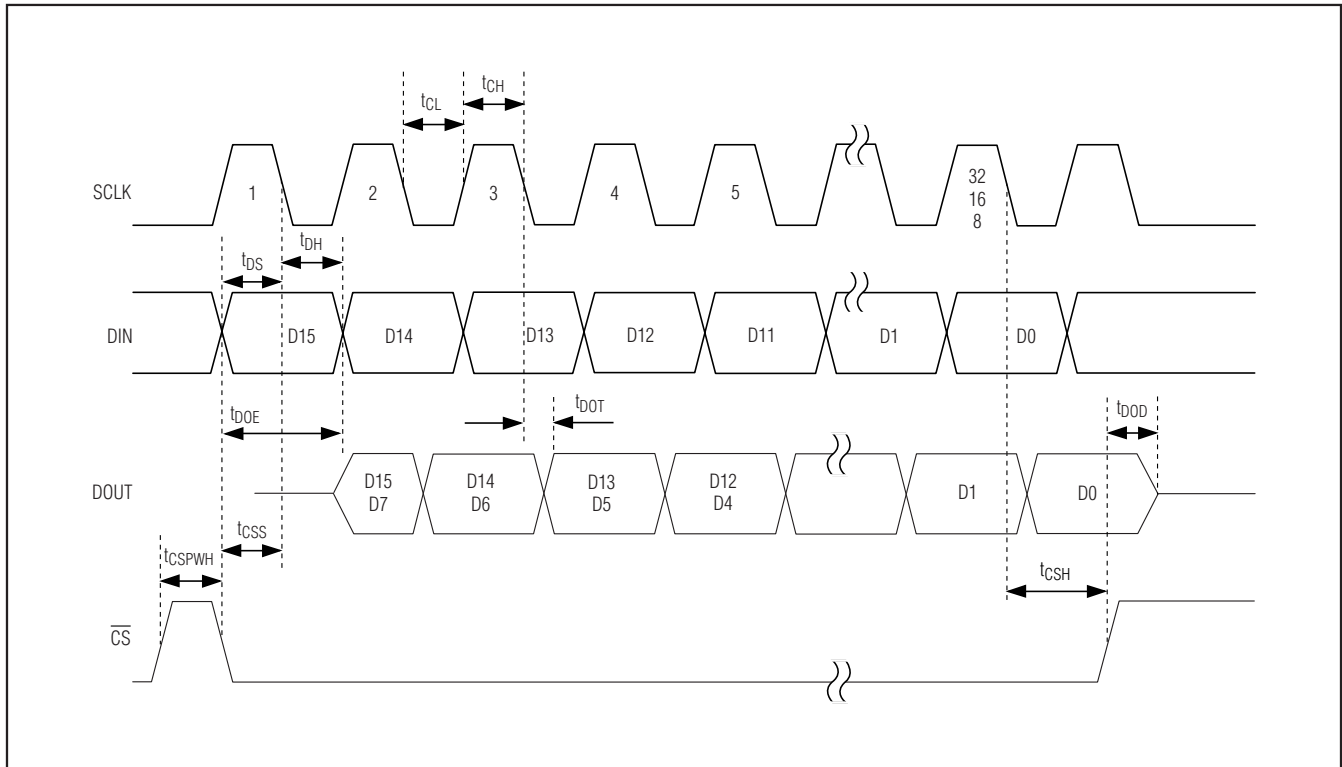 tCL
tCH
SCLK
1
2
3
4
5
32
16
8
tDS
tDH
DIN
D15
D14
D13
D12
D11
D1
D0
tDOE
tDOT
tDOD
DOUT
D15
D7
D14
D6
D13
D5
D12
D4
D1
D0
tCSPWH
tCSS
tCSH
CS